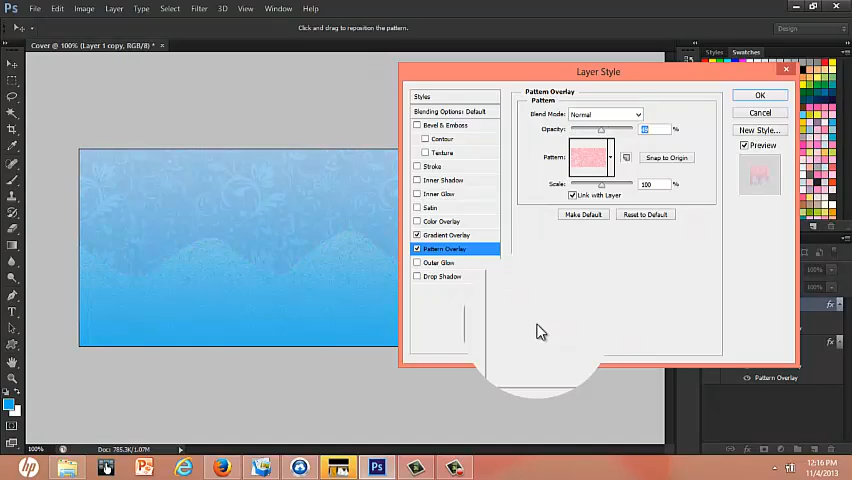 Ps File Edit Image Layer Type Select Filter 3D View Window Help
Click and drag to reposition the pattern.
Design
Cover @ 100% (Layer 1 copy, RGB/8) * ×
Styles Swatches
Layer Style
Styles
Blending Options: Default
Bevel & Emboss
Contour
Texture
Stroke
Inner Shadow
Inner Glow
Satin
Color Overlay
Gradient Overlay
Pattern Overlay
Outer Glow
Drop Shadow
Pattern Overlay
Pattern
Blend Mode: Normal
Opacity: %
Pattern: Snap to Origin
Scale: 100 %
Link with Layer
Make Default Reset to Default
OK
Cancel
New Style...
Preview
100%
100%
fx
fx
Pattern Overlay
100% Doc: 785.3K/1.07M
hp
Ps
12:16 PM
11/4/2013